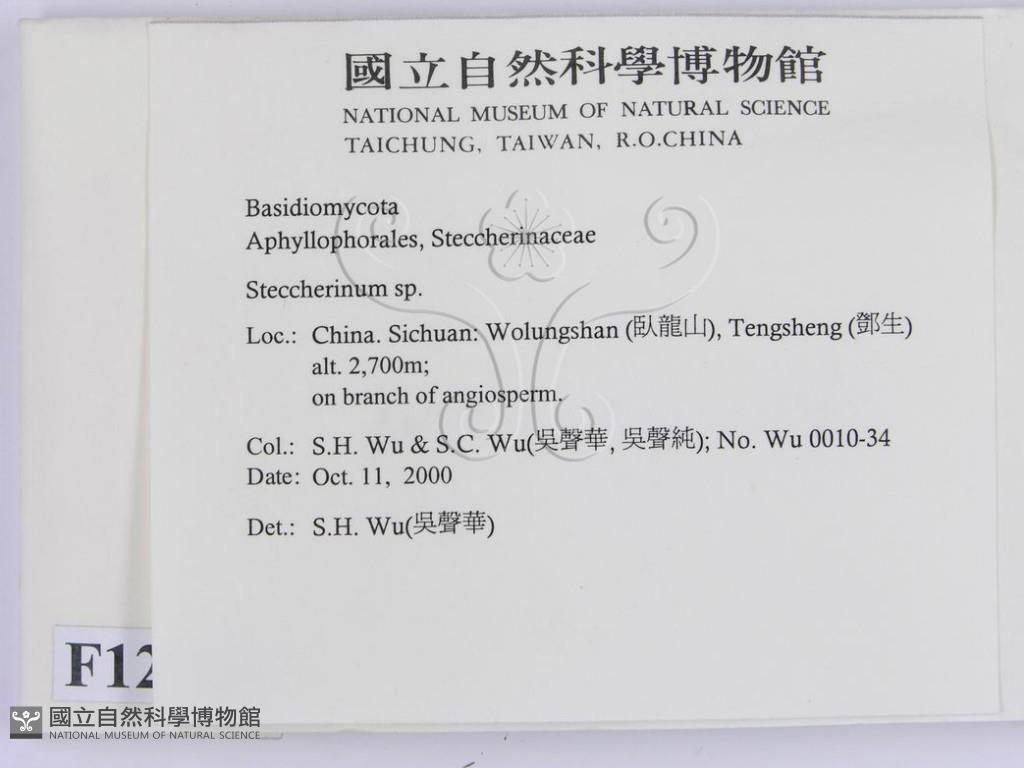 國立自然科學博物館
NATIONAL MUSEUM OF NATURAL SCIENCE
TAICHUNG, TAIWAN, R.O.CHINA
Basidiomycota
Aphyllophorales, Steccherinaceae
Steccherinum sp.
Loc.: China. Sichuan: Wolungshan (臥龍山), Tengsheng (鄧生)
alt. 2,700m;
on branch of angiosperm.
Col.: S.H. Wu & S.C. Wu(吳聲華, 吳聲純); No. Wu 0010-34
Date: Oct. 11, 2000
Det.: S.H. Wu(吳聲華)
F12
國立自然科學博物館
NATIONAL MUSEUM OF NATURAL SCIENCE